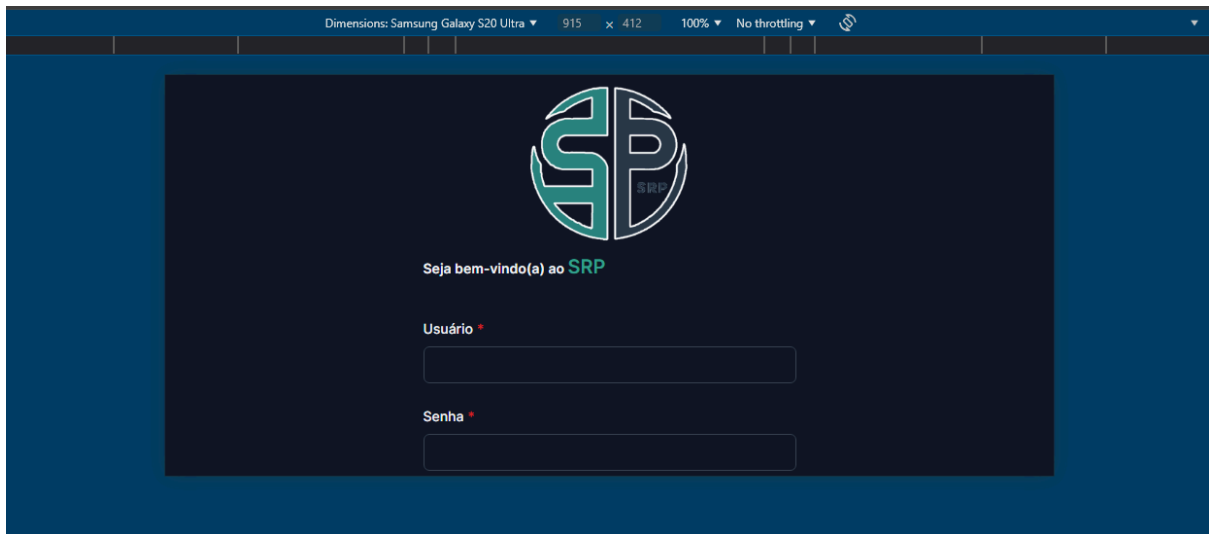 Dimensions: Samsung Galaxy S20 Ultra ▼ 915 × 412 100% ▼ No throttling ▼
SRP
Seja bem-vindo(a) ao SRP
Usuário *
Senha *